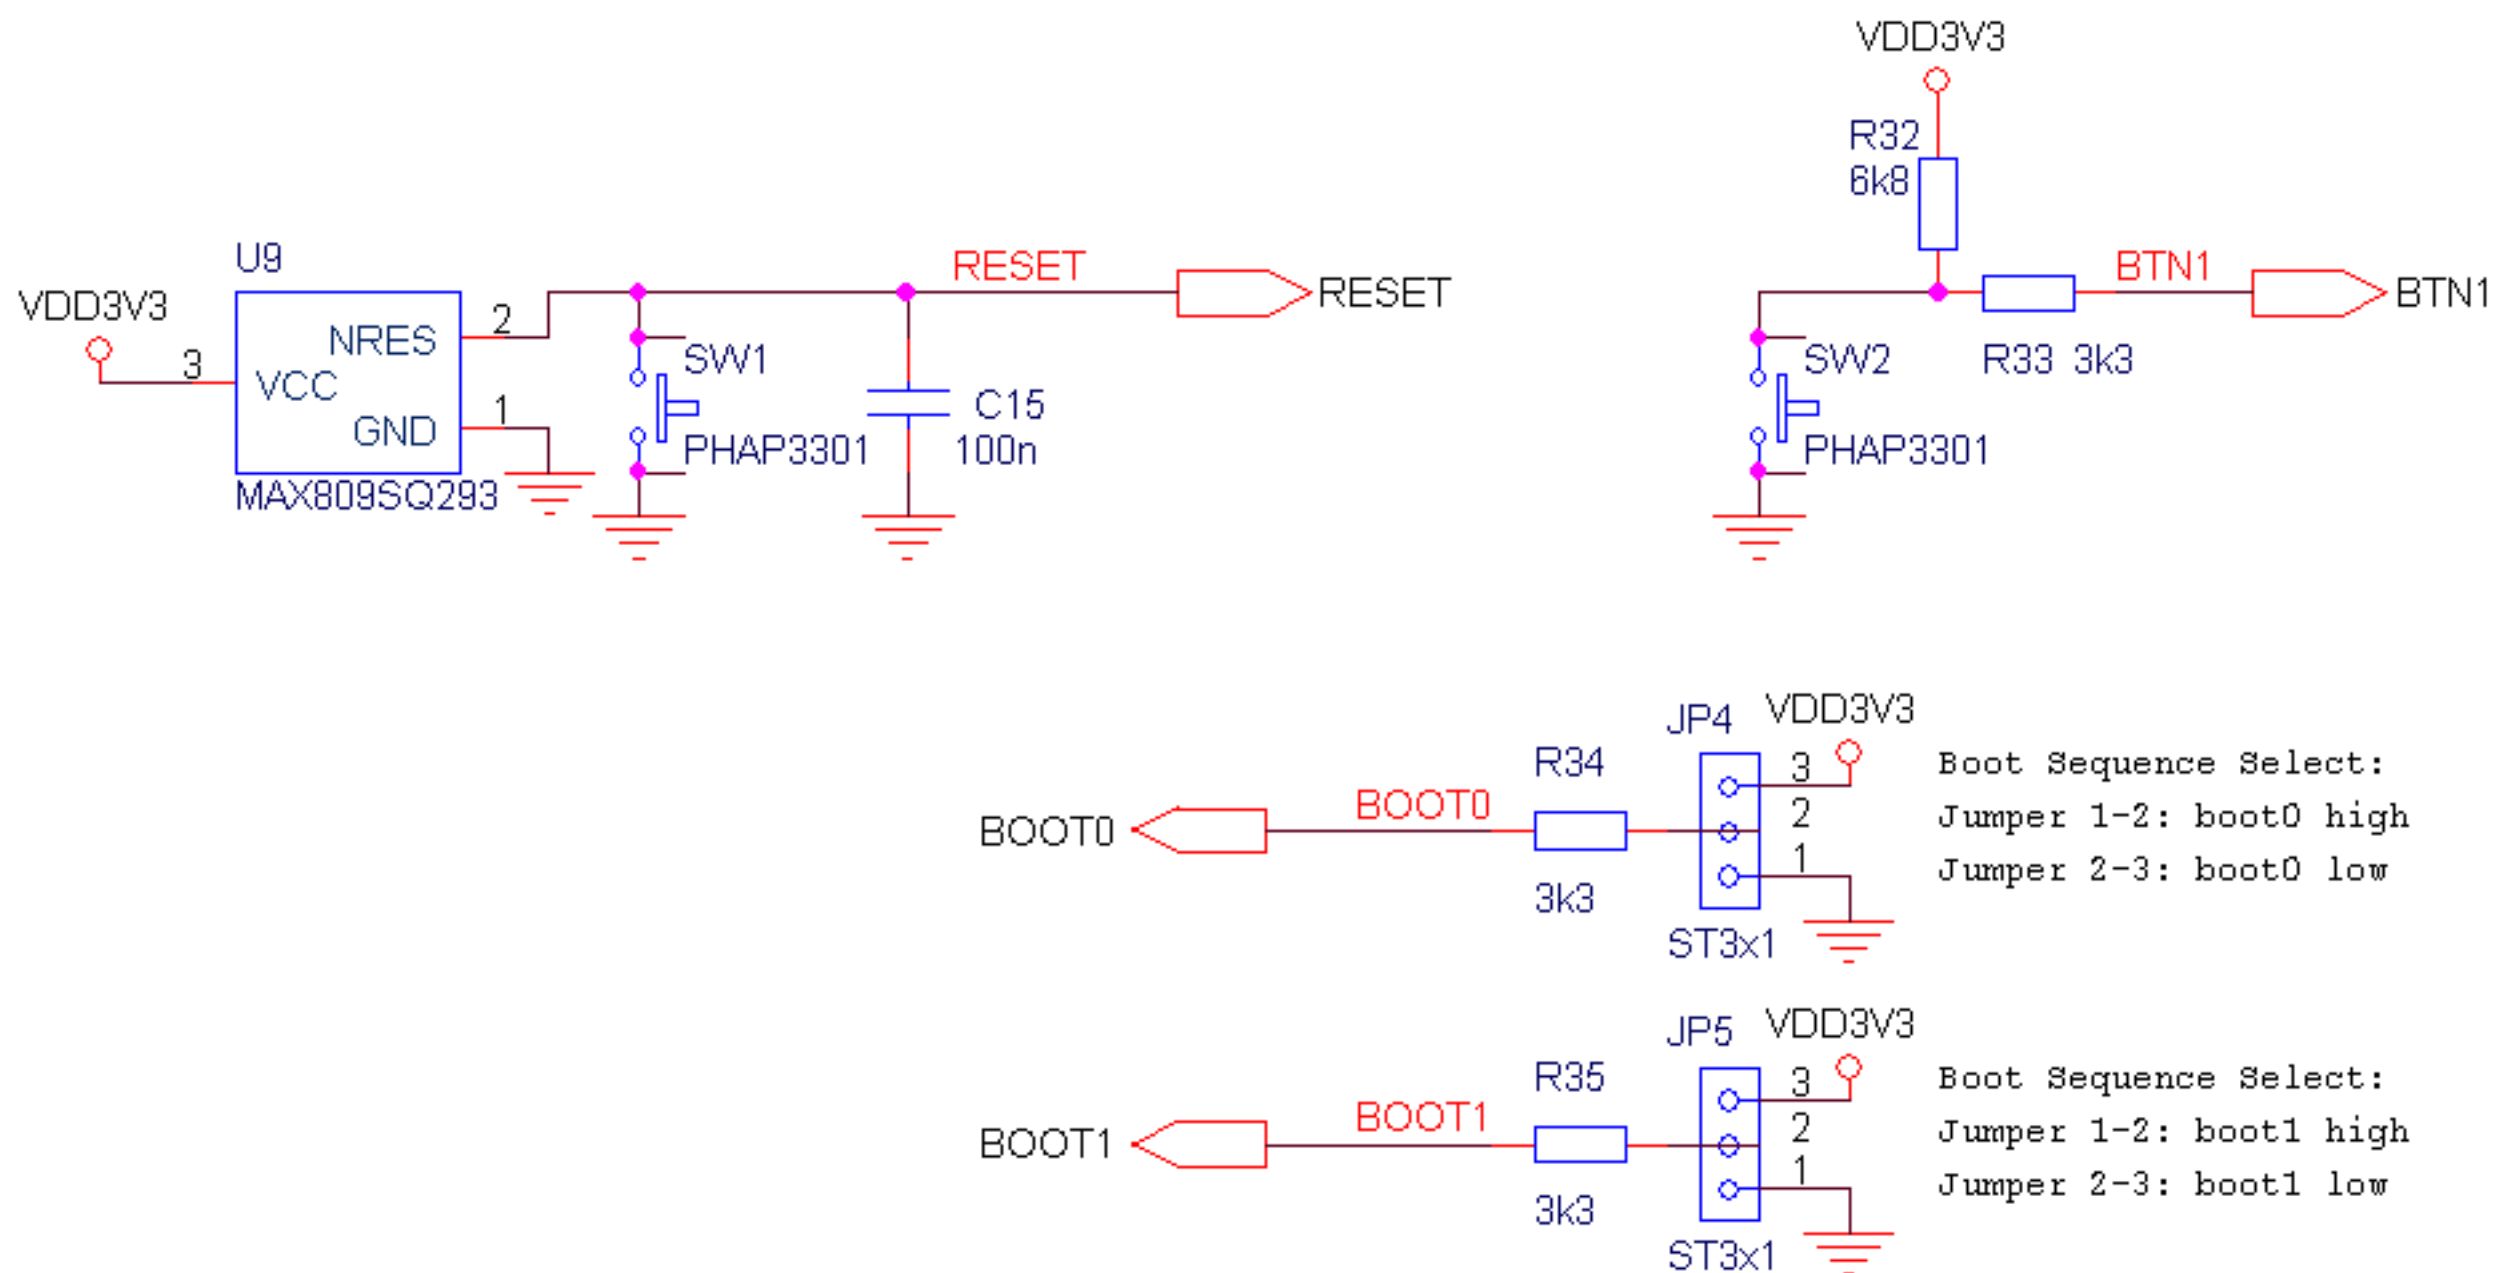 VDD3V3
R32
6k8
U9
RESET
BTN1
VDD3V3
2
NRES
RESET
BTN1
3
VCC
SW1
SW2
R33 3k3
1
GND
C15
PHAP3301
100n
PHAP3301
MAX809SQ293
JP4
VDD3V3
R34
3
Boot Sequence Select:
BOOT0
BOOT0
2
Jumper 1-2: boot0 high
1
Jumper 2-3: boot0 low
3k3
ST3x1
JP5
VDD3V3
R35
3
Boot Sequence Select:
BOOT1
BOOT1
2
Jumper 1-2: boot1 high
1
Jumper 2-3: boot1 low
3k3
ST3x1